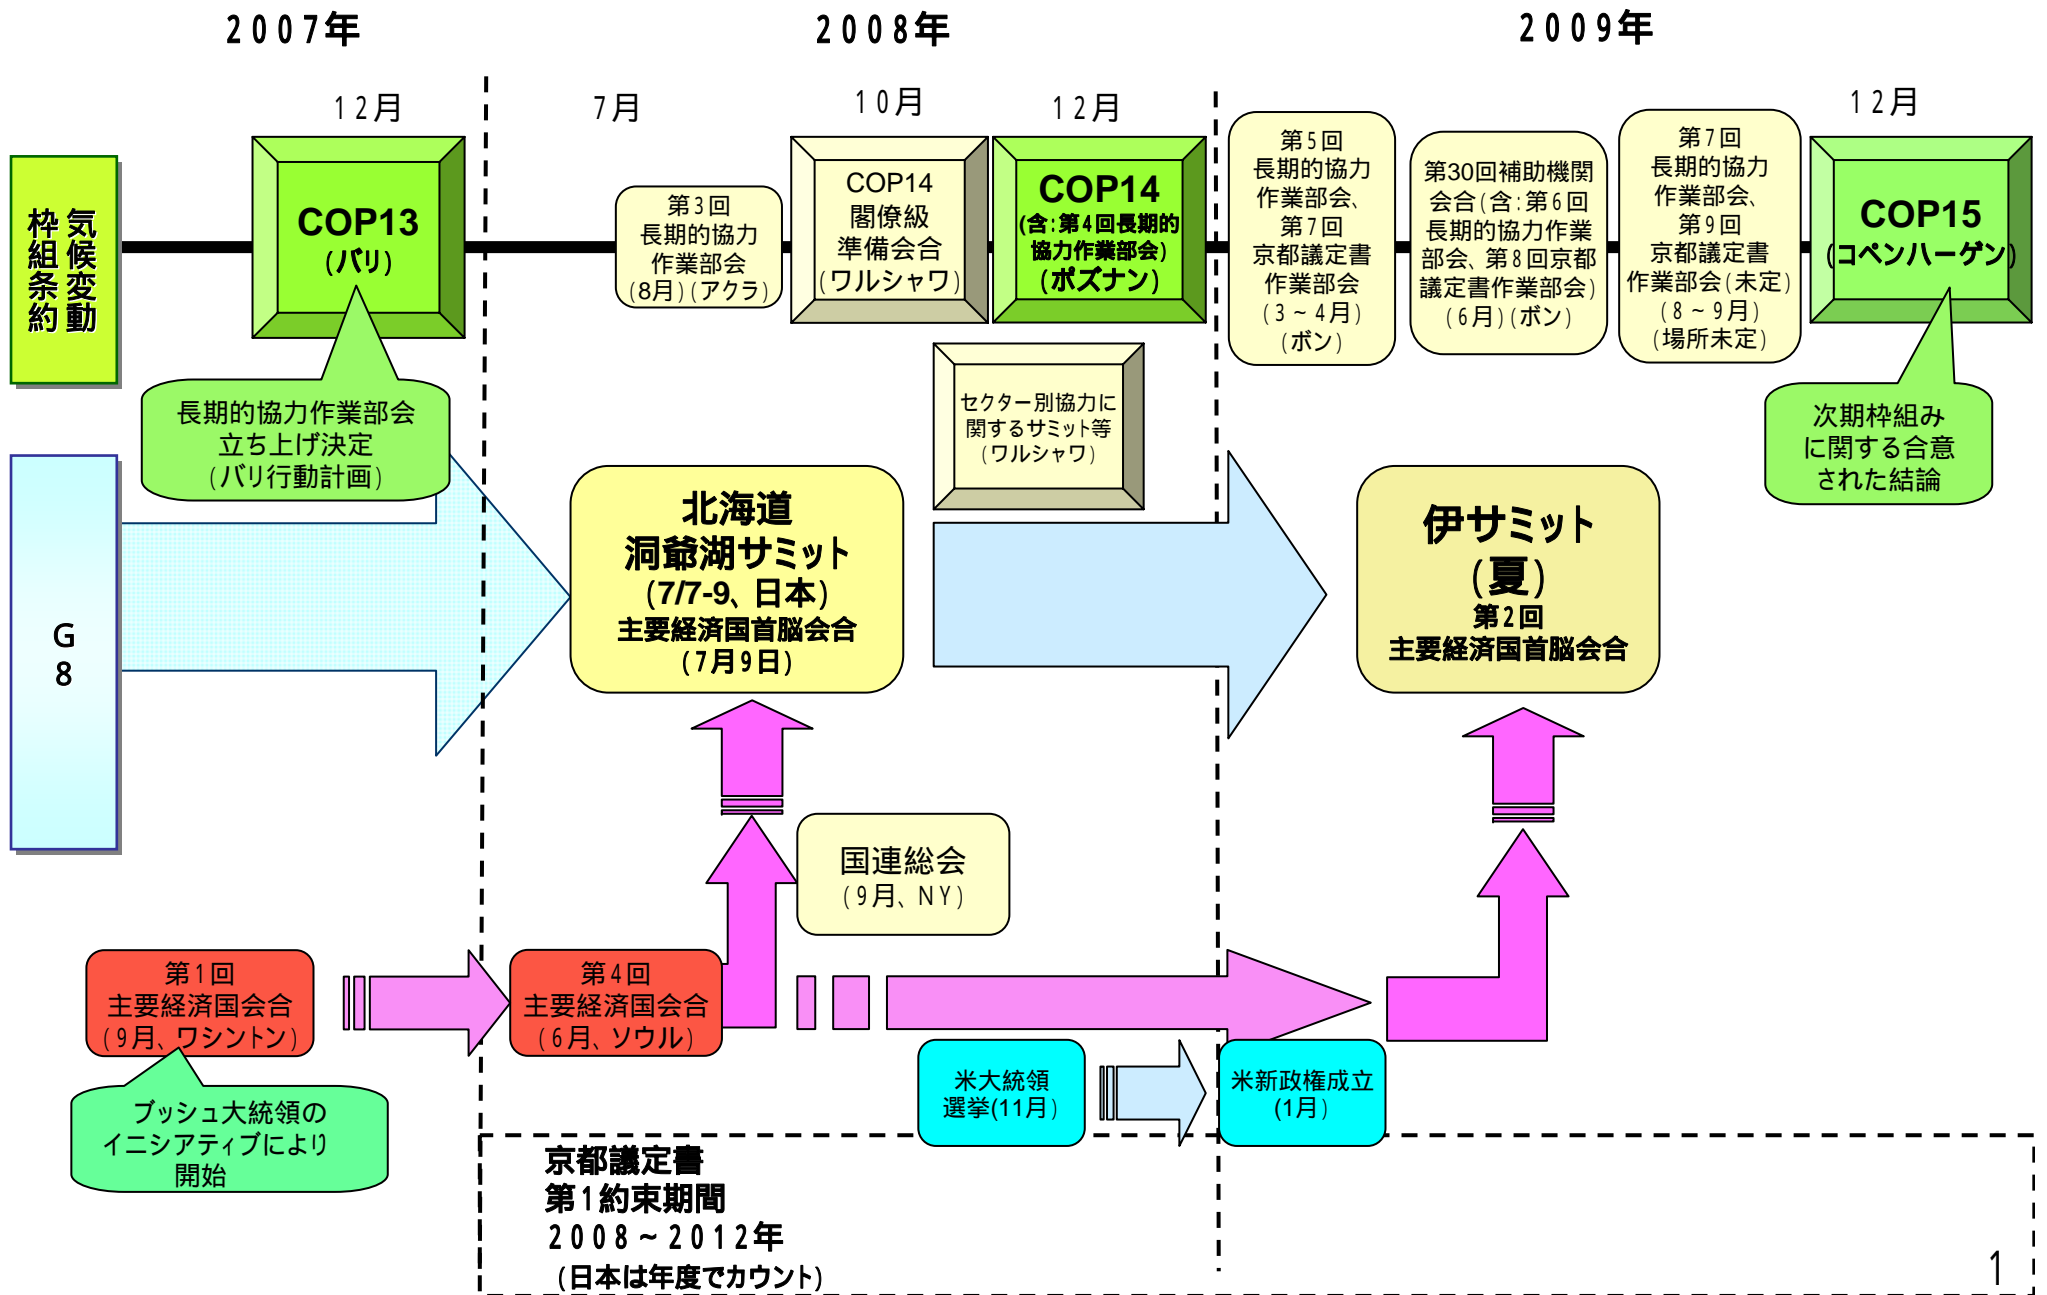 2007年
2008年
2009年
12月
7月
10月
12月
12月
気候変動
枠組条約
COP13
(バリ)
第3回
長期的協力
作業部会
(8月)(アクラ)
COP14
閣僚級
準備会合
(ワルシャワ)
COP14
(含:第4回長期的
協力作業部会)
(ポズナン)
第5回
長期的協力
作業部会、
第7回
京都議定書
作業部会
(3~4月)
(ボン)
第30回補助機関
会合(含:第6回
長期的協力作業
部会、第8回京都
議定書作業部会)
(6月)(ボン)
第7回
長期的協力
作業部会、
第9回
京都議定書
作業部会(未定)
(8~9月)
(場所未定)
COP15
(コペンハーゲン)
長期的協力作業部会
立ち上げ決定
(バリ行動計画)
セクター別協力に
関するサミット等
(ワルシャワ)
次期枠組み
に関する合意
された結論
G
8
北海道
洞爺湖サミット
(7/7-9、日本)
主要経済国首脳会合
(7月9日)
伊サミット
(夏)
第2回
主要経済国首脳会合
国連総会
(9月、NY)
第1回
主要経済国会合
(9月、ワシントン)
第4回
主要経済国会合
(6月、ソウル)
ブッシュ大統領の
イニシアティブにより
開始
米大統領
選挙(11月)
米新政権成立
(1月)
京都議定書
第1約束期間
2008~2012年
(日本は年度でカウント)
1